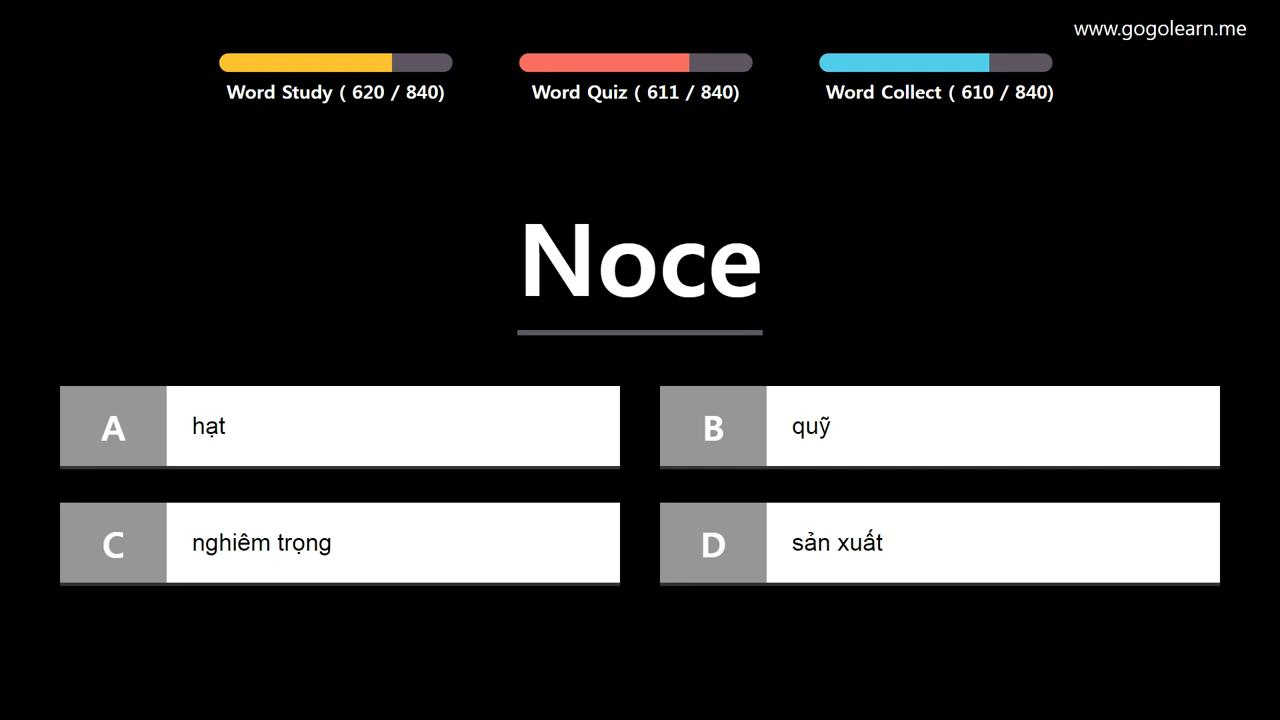 www.gogolearn.me
Word Study ( 620 / 840)
Word Quiz ( 611 / 840)
Word Collect ( 610 / 840)
Noce
A hạt
B quỹ
C nghiêm trọng
D sản xuất